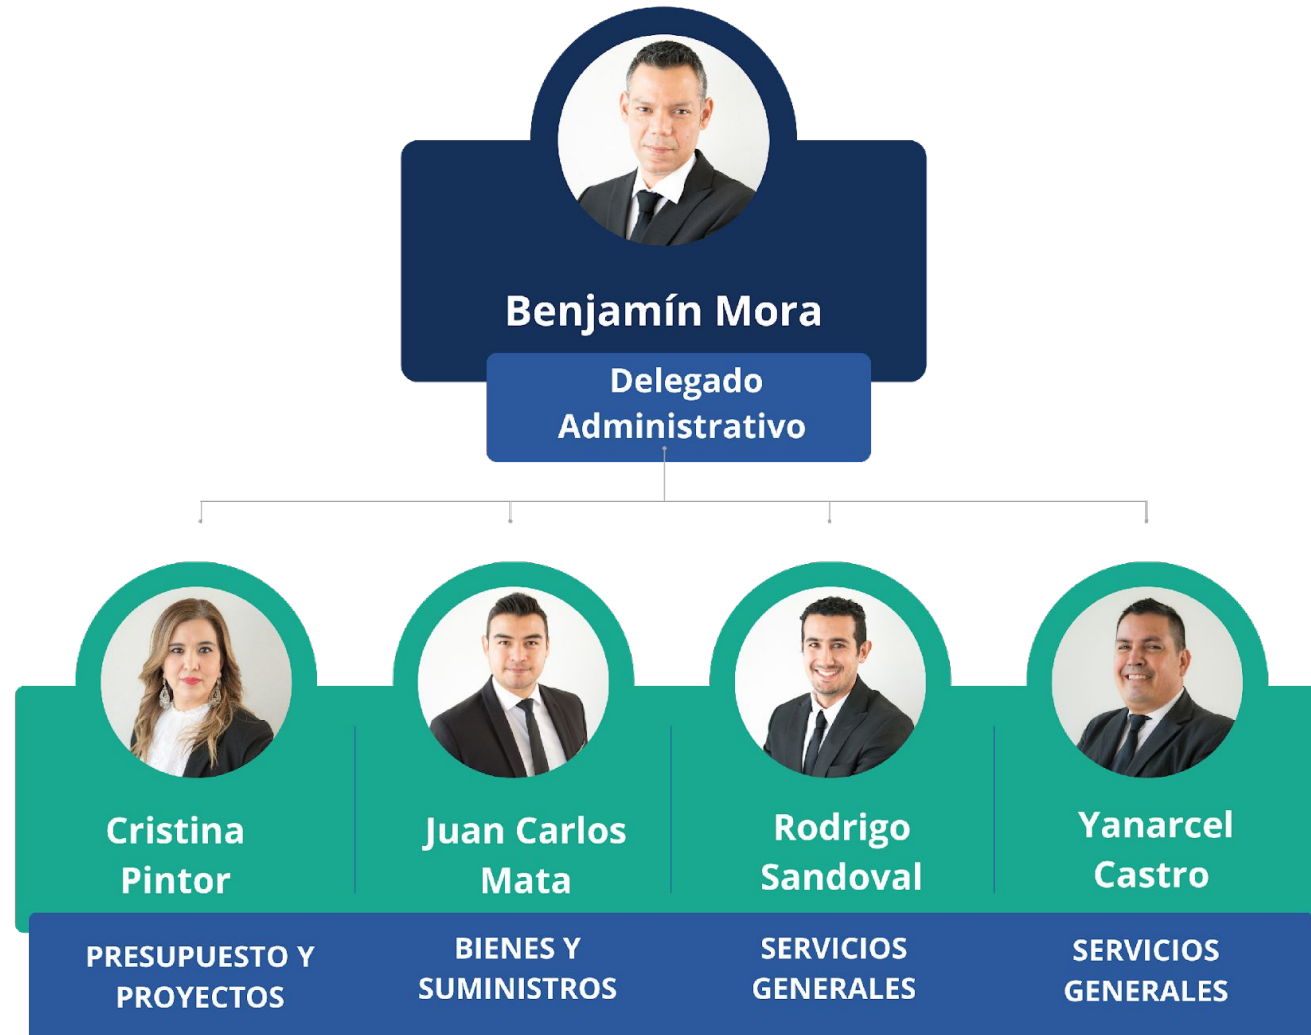 Benjamín Mora
Delegado
Administrativo
Cristina
Pintor
PRESUPUESTO Y
PROYECTOS
Juan Carlos
Mata
BIENES Y
SUMINISTROS
Rodrigo
Sandoval
SERVICIOS
GENERALES
Yanarcel
Castro
SERVICIOS
GENERALES